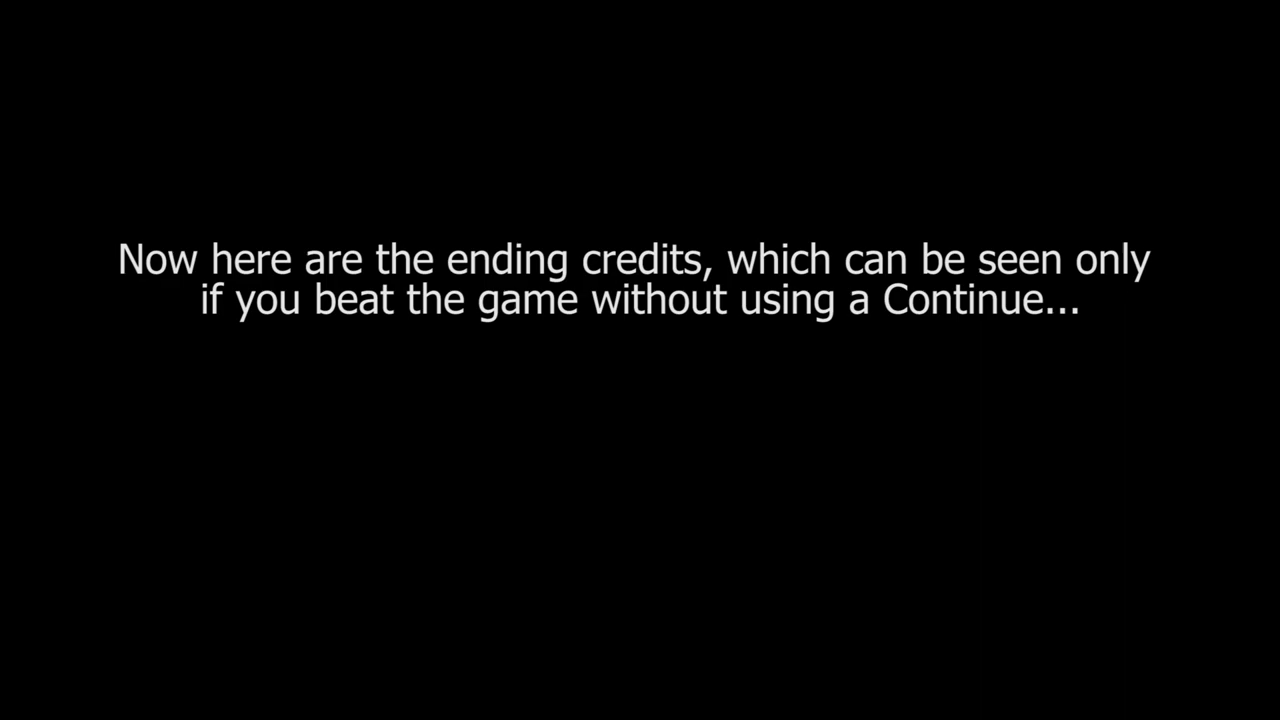 Now here are the ending credits, which can be seen only
if you beat the game without using a Continue...